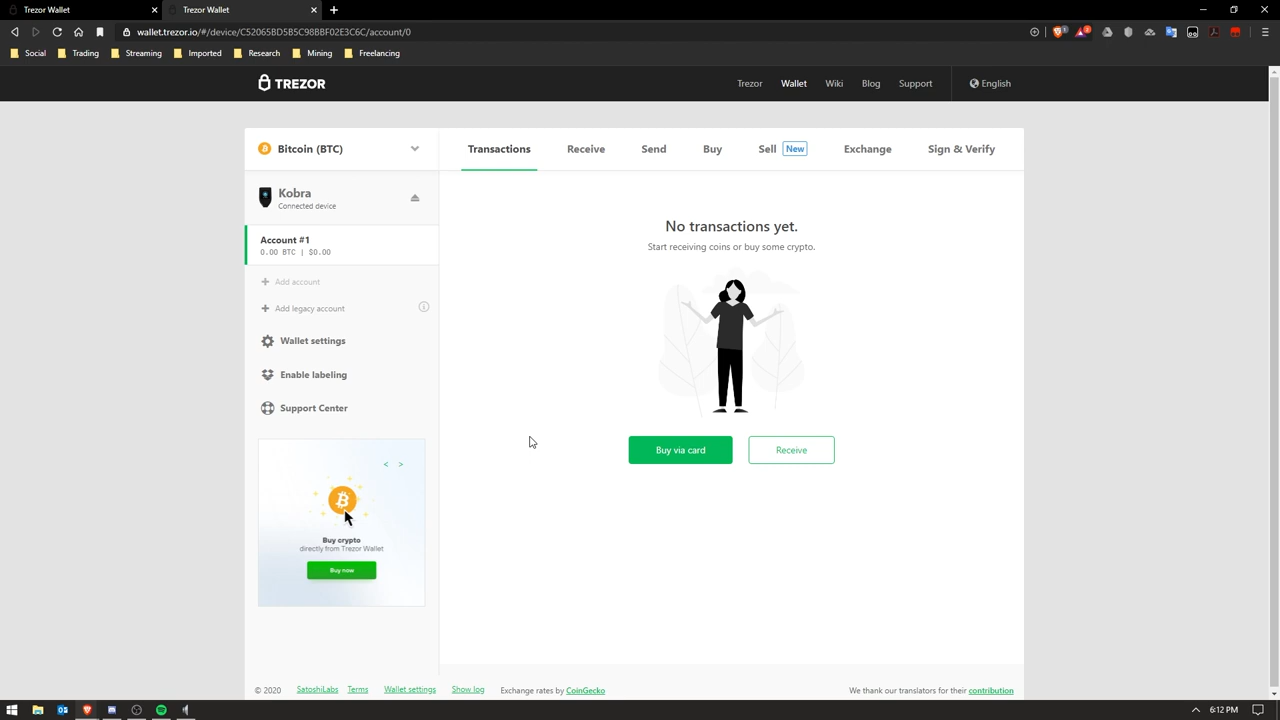 Trezor Wallet
Trezor Wallet
wallet.trezor.io/#/device/C52065BD5B5C98BBF02E3C6C/account/0
Social
Trading
Streaming
Imported
Research
Mining
Freelancing
TREZOR
Trezor
Wallet
Wiki
Blog
Support
English
Bitcoin (BTC)
Transactions
Receive
Send
Buy
Sell New
Exchange
Sign & Verify
Kobra
Connected device
Account #1
0.00 BTC | $0.00
Add account
Add legacy account
Wallet settings
Enable labeling
Support Center
No transactions yet.
Start receiving coins or buy some crypto.
Buy via card
Receive
< >
Buy crypto
directly from Trezor Wallet
Buy now
© 2020 SatoshiLabs Terms Wallet settings Show log Exchange rates by CoinGecko
We thank our translators for their contribution
6:12 PM